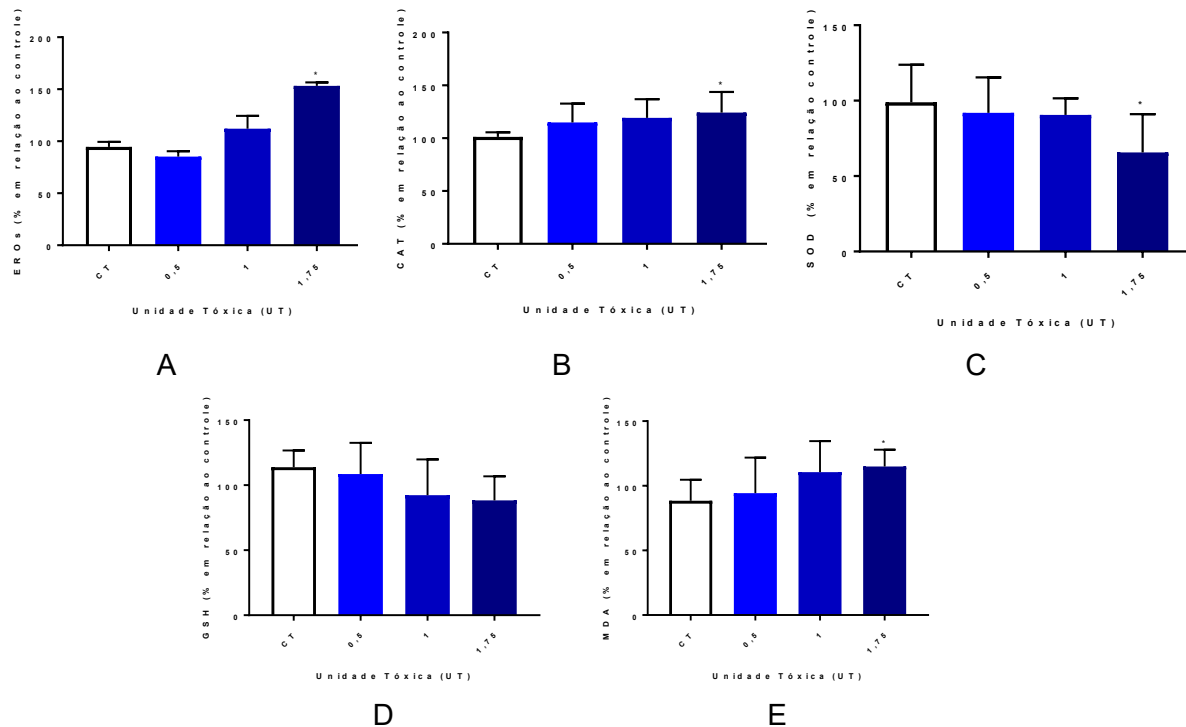 EROs (% em relação ao controle)
200
150
100
50
0
*
CT
0,5
1
1,75
Unidade Tóxica (UT)
A
CAT (% em relação ao controle)
200
150
100
50
0
*
CT
0,5
1
1,75
Unidade Tóxica (UT)
B
SOD (% em relação ao controle)
150
100
50
0
*
CT
0,5
1
1,75
Unidade Tóxica (UT)
C
GSH (% em relação ao controle)
150
100
50
0
CT
0,5
1
1,75
Unidade Tóxica (UT)
D
MDA (% em relação ao controle)
150
100
50
0
*
CT
0,5
1
1,75
Unidade Tóxica (UT)
E